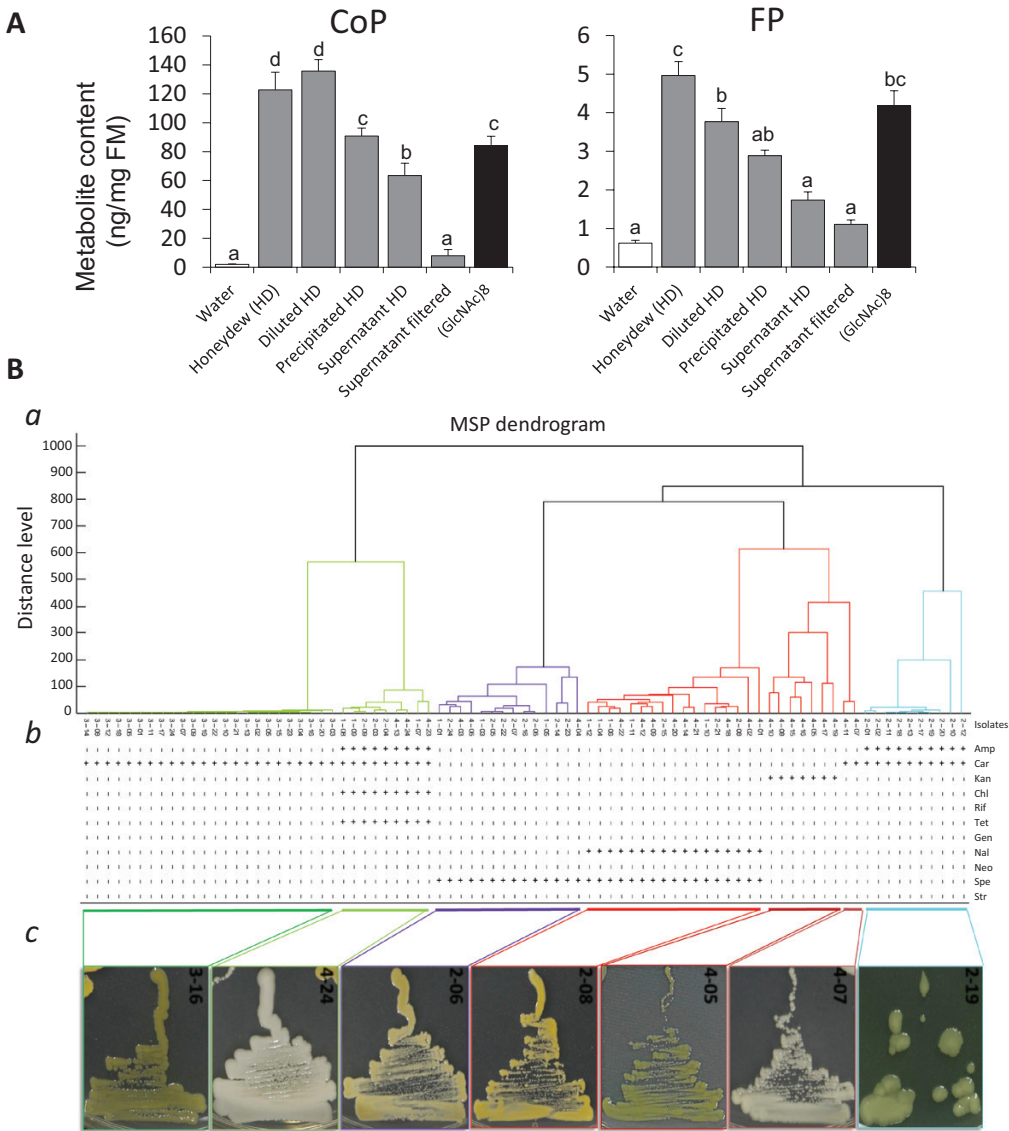 A
CoP
FP
Metabolite content
(ng/mg FM)
160
140
120
100
80
60
40
20
0
a
d
d
c
b
a
c
Water
Honeydew (HD)
Diluted HD
Precipitated HD
Supernatant HD
Supernatant filtered
(GlcNAc)8
6
5
4
3
2
1
0
a
c
b
ab
a
a
bc
Water
Honeydew (HD)
Diluted HD
Precipitated HD
Supernatant HD
Supernatant filtered
(GlcNAc)8
B
a
MSP dendrogram
Distance level
1000
900
800
700
600
500
400
300
200
100
0
Isolates
b
Amp
Car
Kan
Chl
Rif
Tet
Gen
Nal
Neo
Spe
Str
c
3-16
4-24
2-06
2-08
4-05
4-07
2-19